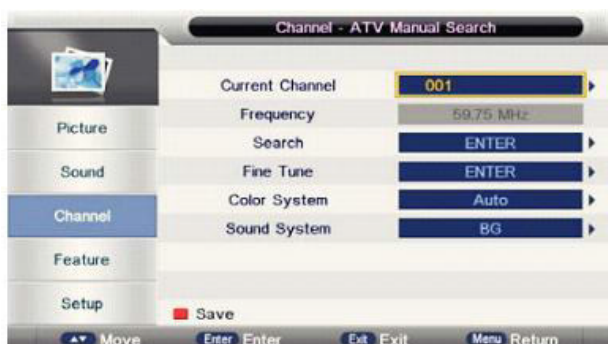 Channel - ATV Manual Search
Picture
Sound
Channel
Feature
Setup
Current Channel 001
Frequency 59.75 MHz
Search ENTER
Fine Tune ENTER
Color System Auto
Sound System BG
Save
Move Enter Enter Exit Exit Menu Return